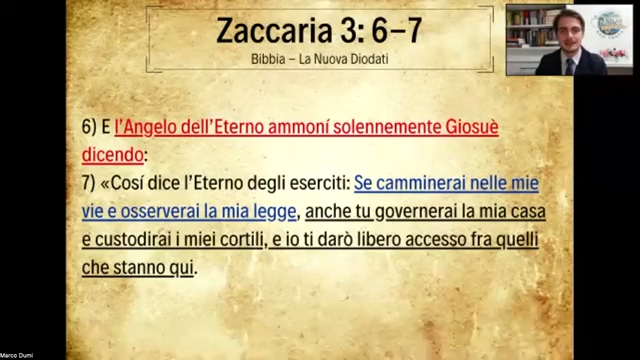 Zaccaria 3: 6–7
Bibbia – La Nuova Diodati
6) E l'Angelo dell'Eterno ammoní solennemente Giosuè
dicendo:
7) «Cosí dice l'Eterno degli eserciti: Se camminerai nelle mie
vie e osserverai la mia legge, anche tu governerai la mia casa
e custodirai i miei cortili, e io ti darò libero accesso fra quelli
che stanno qui.
Marco Dumi